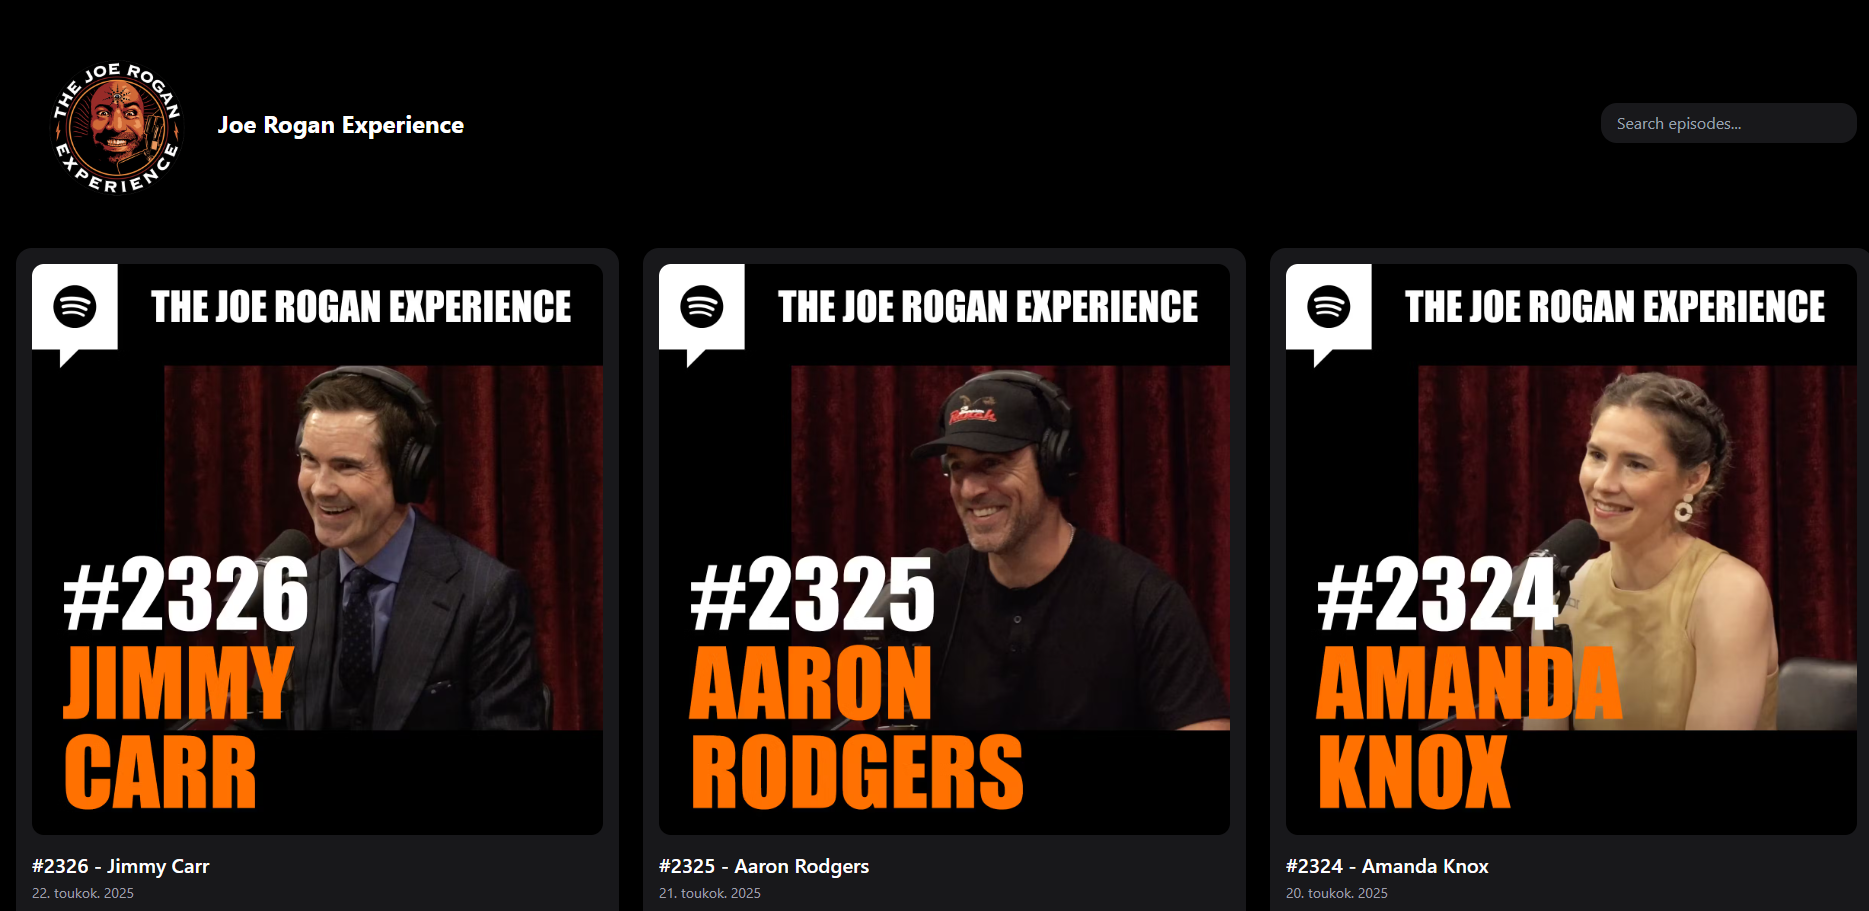 THE JOE ROGAN
EXPERIENCE
Joe Rogan Experience
Search episodes...
THE JOE ROGAN EXPERIENCE
#2326
JIMMY
CARR
#2326 - Jimmy Carr
22. toukok. 2025
THE JOE ROGAN EXPERIENCE
Ranch
#2325
AARON
RODGERS
#2325 - Aaron Rodgers
21. toukok. 2025
THE JOE ROGAN EXPERIENCE
#2324
AMANDA
KNOX
#2324 - Amanda Knox
20. toukok. 2025